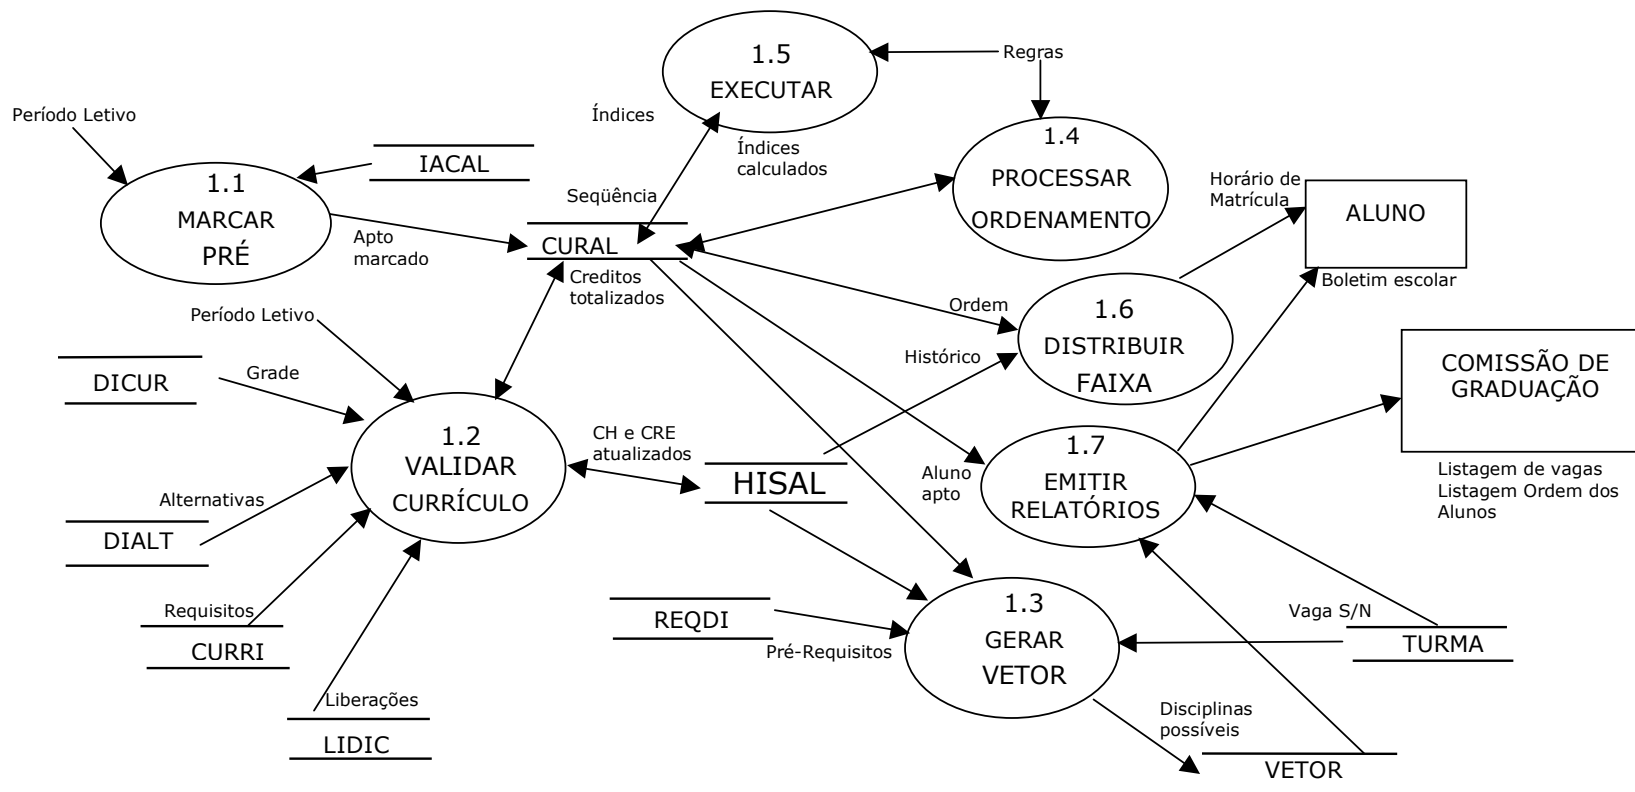 1.5
EXECUTAR
Regras
Período Letivo
Índices
Índices
calculados
1.4
PROCESSAR
ORDENAMENTO
IACAL
1.1
MARCAR
PRÉ
Seqüência
Horário de
Matrícula
ALUNO
Apto
marcado
CURAL
Creditos
totalizados
Boletim escolar
Período Letivo
Ordem
1.6
DISTRIBUIR
FAIXA
Histórico
DICUR
Grade
COMISSÃO DE
GRADUAÇÃO
1.2
VALIDAR
CURRÍCULO
CH e CRE
atualizados
HISAL
Aluno
apto
1.7
EMITIR
RELATÓRIOS
Listagem de vagas
Listagem Ordem dos
Alunos
Alternativas
DIALT
Requisitos
CURRI
REQDI
Pré-Requisitos
1.3
GERAR
VETOR
Vaga S/N
TURMA
Liberações
LIDIC
Disciplinas
possíveis
VETOR